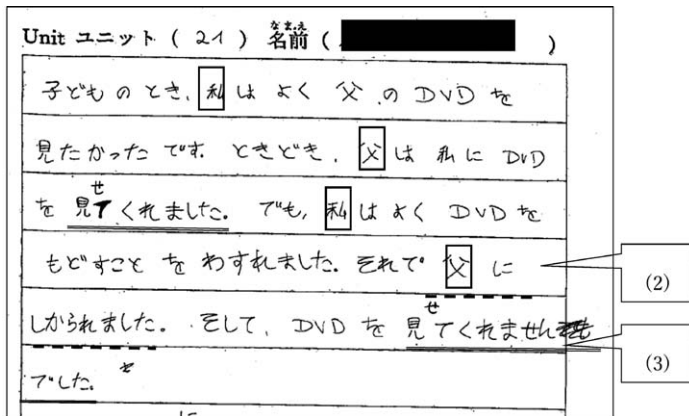 Unit ユニット ( 21 ) 名前 ( )
なまえ
子どものとき、私はよく父のDVDを
見たかったです。ときどき、父は私にDVD
を見てくれました。でも、私はよくDVDを
せ
もどすことをわすれました。それで父に
(2)
しかられました。そして、DVDを見てくれません
せ
(3)
でした。
に